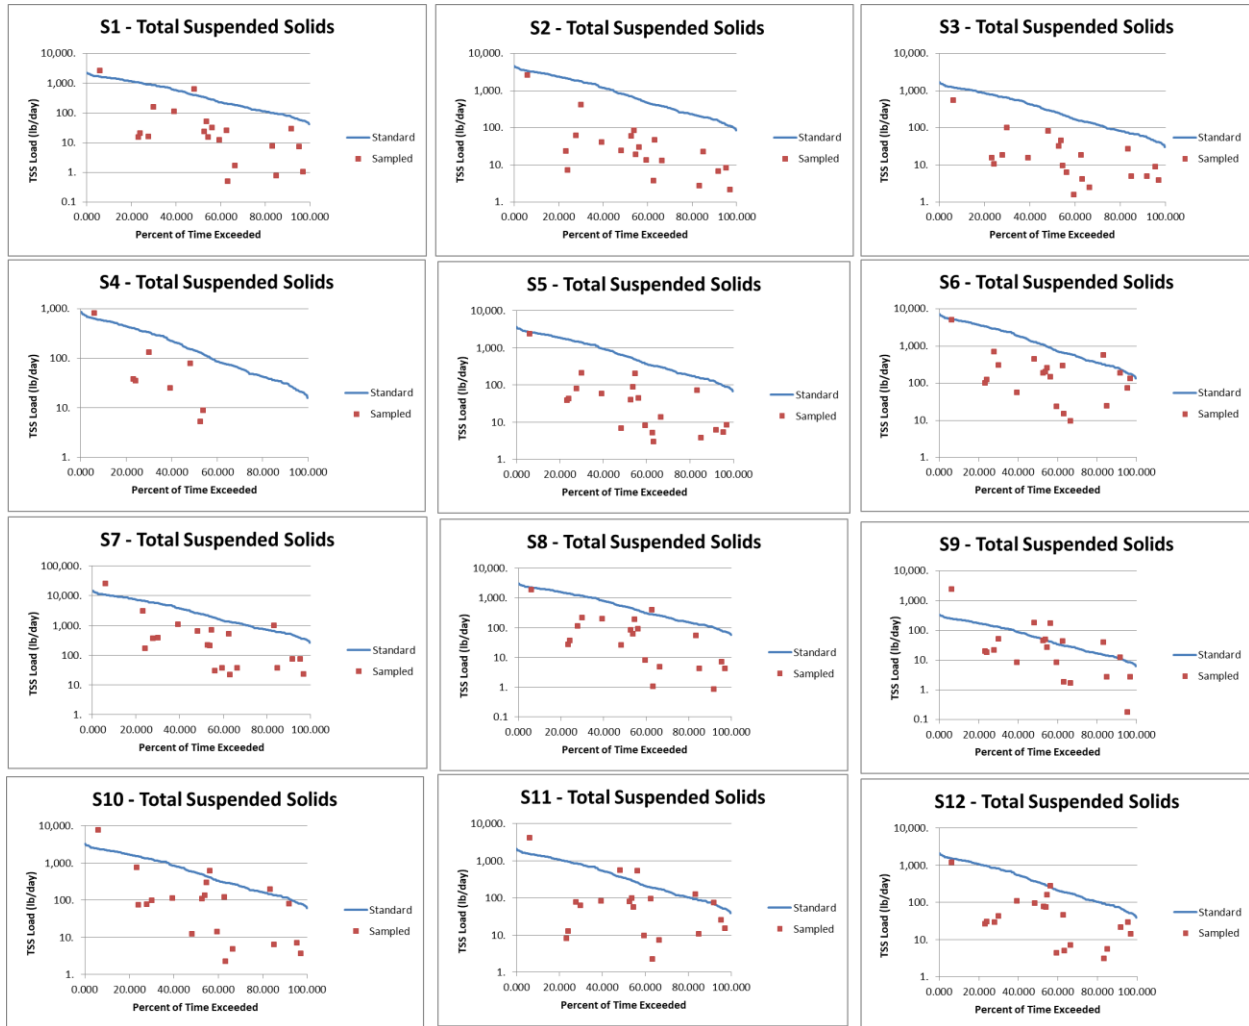 S1 - Total Suspended Solids
10,000.
1,000.
100.
10.
1.
0.1
TSS Load (lb/day)
0.000 20.000 40.000 60.000 80.000 100.000
Percent of Time Exceeded
Standard
Sampled
S2 - Total Suspended Solids
10,000.
1,000.
100.
10.
1.
TSS Load (lb/day)
0.000 20.000 40.000 60.000 80.000 100.000
Percent of Time Exceeded
Standard
Sampled
S3 - Total Suspended Solids
10,000.
1,000.
100.
10.
1.
TSS Load (lb/day)
0.000 20.000 40.000 60.000 80.000 100.000
Percent of Time Exceeded
Standard
Sampled
S4 - Total Suspended Solids
1,000.
100.
10.
1.
TSS Load (lb/day)
0.000 20.000 40.000 60.000 80.000 100.000
Percent of Time Exceeded
Standard
Sampled
S5 - Total Suspended Solids
10,000.
1,000.
100.
10.
1.
TSS Load (lb/day)
0.000 20.000 40.000 60.000 80.000 100.000
Percent of Time Exceeded
Standard
Sampled
S6 - Total Suspended Solids
10,000.
1,000.
100.
10.
1.
TSS Load (lb/day)
0.000 20.000 40.000 60.000 80.000 100.000
Percent of Time Exceeded
Standard
Sampled
S7 - Total Suspended Solids
100,000.
10,000.
1,000.
100.
10.
1.
TSS Load (lb/day)
0.000 20.000 40.000 60.000 80.000 100.000
Percent of Time Exceeded
Standard
Sampled
S8 - Total Suspended Solids
10,000.
1,000.
100.
10.
1.
0.1
TSS Load (lb/day)
0.000 20.000 40.000 60.000 80.000 100.000
Percent of Time Exceeded
Standard
Sampled
S9 - Total Suspended Solids
10,000.
1,000.
100.
10.
1.
0.1
TSS Load (lb/day)
0.000 20.000 40.000 60.000 80.000 100.000
Percent of Time Exceeded
Standard
Sampled
S10 - Total Suspended Solids
10,000.
1,000.
100.
10.
1.
TSS Load (lb/day)
0.000 20.000 40.000 60.000 80.000 100.000
Percent of Time Exceeded
Standard
Sampled
S11 - Total Suspended Solids
10,000.
1,000.
100.
10.
1.
TSS Load (lb/day)
0.000 20.000 40.000 60.000 80.000 100.000
Percent of Time Exceeded
Standard
Sampled
S12 - Total Suspended Solids
10,000.
1,000.
100.
10.
1.
TSS Load (lb/day)
0.000 20.000 40.000 60.000 80.000 100.000
Percent of Time Exceeded
Standard
Sampled